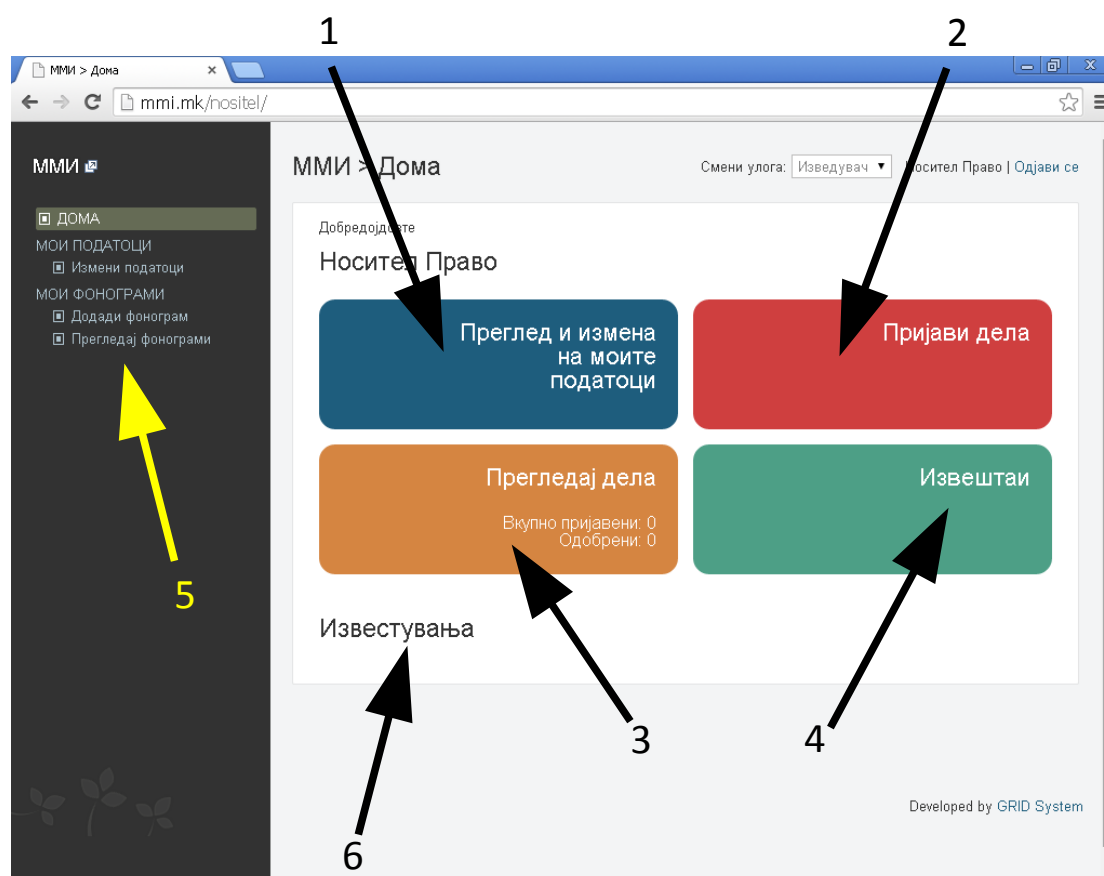 1
2
ММИ > Дома
mmi.mk/nositel/
ММИ
ДОМА
МОИ ПОДАТОЦИ
Измени податоци
МОИ ФОНОГРАМИ
Додади фонограм
Прегледај фонограми
5
ММИ > Дома
Смени улога: Изведувач Носител Право | Одјави се
Добредојдовте
Носител Право
Преглед и измена
на моите
податоци
Пријави дела
Прегледај дела
Вкупно пријавени: 0
Одобрени: 0
Извештаи
Известувања
3
4
6
Developed by GRID System